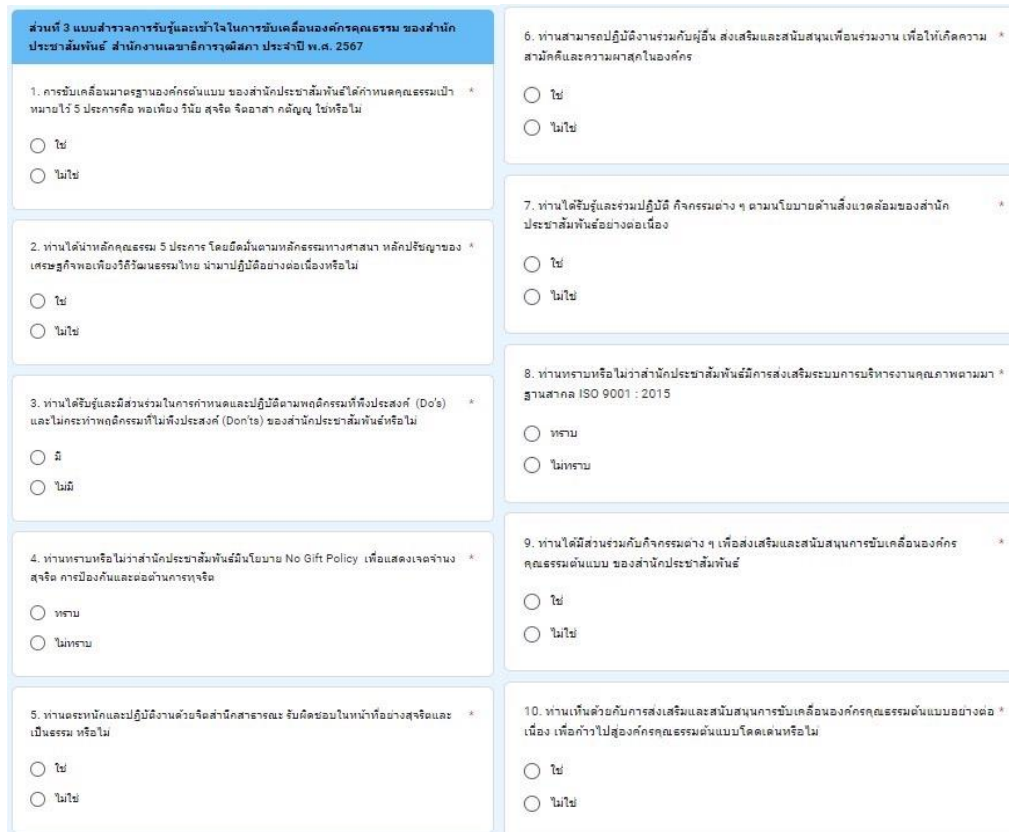 ส่วนที่ 3 แบบสำรวจการรับรู้และเข้าใจในการขับเคลื่อนองค์กรคุณธรรม ของสำนัก
ประชาสัมพันธ์ สำนักงานเลขาธิการวุฒิสภา ประจำปี พ.ศ. 2567
1. การขับเคลื่อนมาตรฐานองค์กรต้นแบบ ของสำนักประชาสัมพันธ์ได้กำหนดคุณธรรมเป้า *
หมายไว้ 5 ประการคือ พอเพียง วินัย สุจริต จิตอาสา กตัญญู ใช่หรือไม่
ใช่
ไม่ใช่
2. ท่านได้นำหลักคุณธรรม 5 ประการ โดยยึดมั่นตามหลักธรรมทางศาสนา หลักปรัชญาของ *
เศรษฐกิจพอเพียงวิถีวัฒนธรรมไทย นำมาปฏิบัติอย่างต่อเนื่องหรือไม่
ใช่
ไม่ใช่
3. ท่านได้รับรู้และมีส่วนร่วมในการกำหนดและปฏิบัติตามพฤติกรรมที่พึงประสงค์ (Do's) *
และไม่กระทำพฤติกรรมที่ไม่พึงประสงค์ (Don'ts) ของสำนักประชาสัมพันธ์หรือไม่
มี
ไม่มี
4. ท่านทราบหรือไม่ว่าสำนักประชาสัมพันธ์มีนโยบาย No Gift Policy เพื่อแสดงเจตจำนง *
สุจริต การป้องกันและต่อต้านการทุจริต
ทราบ
ไม่ทราบ
5. ท่านตระหนักและปฏิบัติงานด้วยจิตสำนึกสาธารณะ รับผิดชอบในหน้าที่อย่างสุจริตและ *
เป็นธรรม หรือไม่
ใช่
ไม่ใช่
6. ท่านสามารถปฏิบัติงานร่วมกับผู้อื่น ส่งเสริมและสนับสนุนเพื่อนร่วมงาน เพื่อให้เกิดความ *
สามัคคีและความผาสุกในองค์กร
ใช่
ไม่ใช่
7. ท่านได้รับรู้และร่วมปฏิบัติ กิจกรรมต่าง ๆ ตามนโยบายด้านสิ่งแวดล้อมของสำนัก *
ประชาสัมพันธ์อย่างต่อเนื่อง
ใช่
ไม่ใช่
8. ท่านทราบหรือไม่ว่าสำนักประชาสัมพันธ์มีการส่งเสริมระบบการบริหารงานคุณภาพตามมา *
ฐานสากล ISO 9001 : 2015
ทราบ
ไม่ทราบ
9. ท่านได้มีส่วนร่วมกับกิจกรรมต่าง ๆ เพื่อส่งเสริมและสนับสนุนการขับเคลื่อนองค์กร *
คุณธรรมต้นแบบ ของสำนักประชาสัมพันธ์
ใช่
ไม่ใช่
10. ท่านเห็นด้วยกับการส่งเสริมและสนับสนุนการขับเคลื่อนองค์กรคุณธรรมต้นแบบอย่างต่อ *
เนื่อง เพื่อก้าวไปสู่องค์กรคุณธรรมต้นแบบโดดเด่นหรือไม่
ใช่
ไม่ใช่